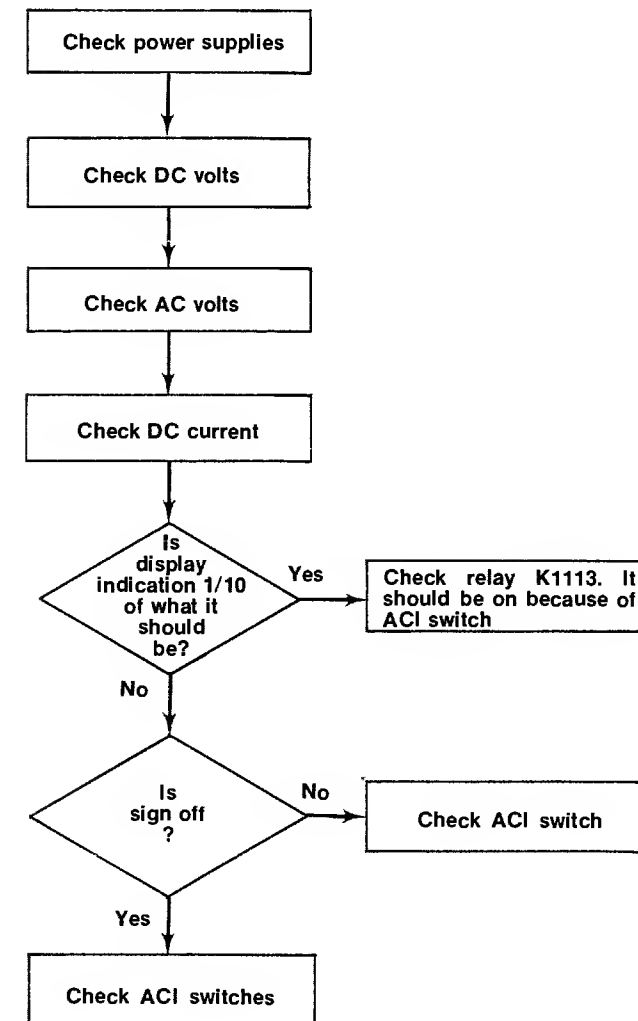 Check power supplies
Check DC volts
Check AC volts
Check DC current
Is
display
indication 1/10
of what it
should
be?
Yes
Check relay K1113. It
should be on because of
ACI switch
No
Is
sign off
?
No
Check ACI switch
Yes
Check ACI switches